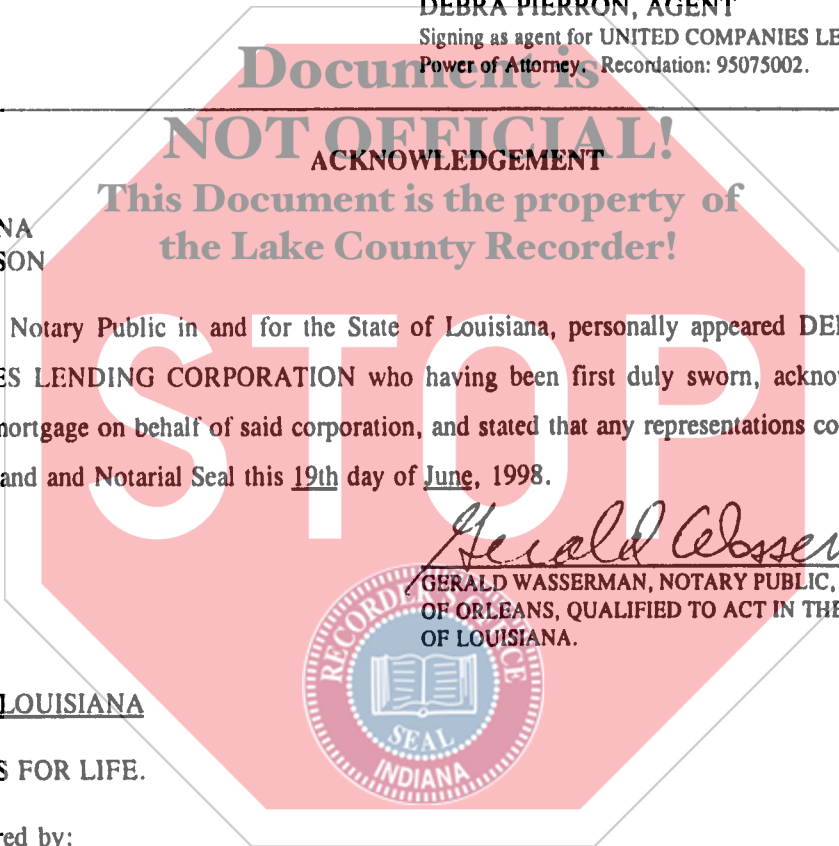 DEBRA PIERRON, AGENT
Signing as agent for UNITED COMPANIES LE
Power of Attorney. Recordation: 95075002.
Document is
NOT OFFICIAL!
ACKNOWLEDGEMENT
This Document is the property of
the Lake County Recorder!
NA
SON
Notary Public in and for the State of Louisiana, personally appeared DE
ES LENDING CORPORATION who having been first duly sworn, acknow
mortgage on behalf of said corporation, and stated that any representations co
and and Notarial Seal this 19th day of June, 1998.
STOP
Gerald Wasser
GERALD WASSERMAN, NOTARY PUBLIC,
OF ORLEANS, QUALIFIED TO ACT IN THE
OF LOUISIANA.
RECORDER'S OFFICE
SEAL
INDIANA
LOUISIANA
S FOR LIFE.
red by: